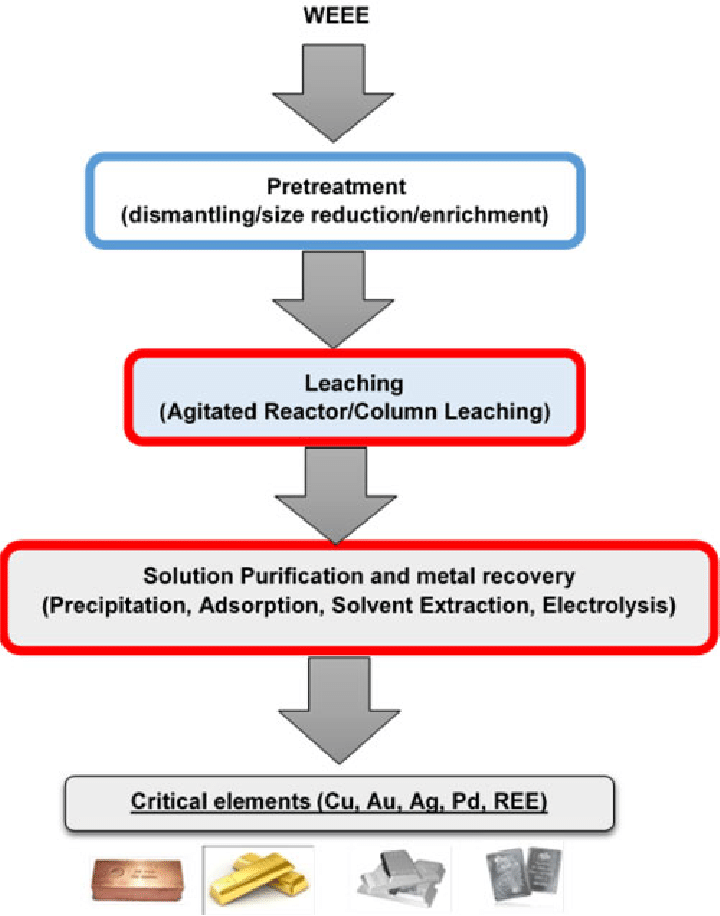 WEEE
Pretreatment
(dismantling/size reduction/enrichment)
Leaching
(Agitated Reactor/Column Leaching)
Solution Purification and metal recovery
(Precipitation, Adsorption, Solvent Extraction, Electrolysis)
Critical elements (Cu, Au, Ag, Pd, REE)